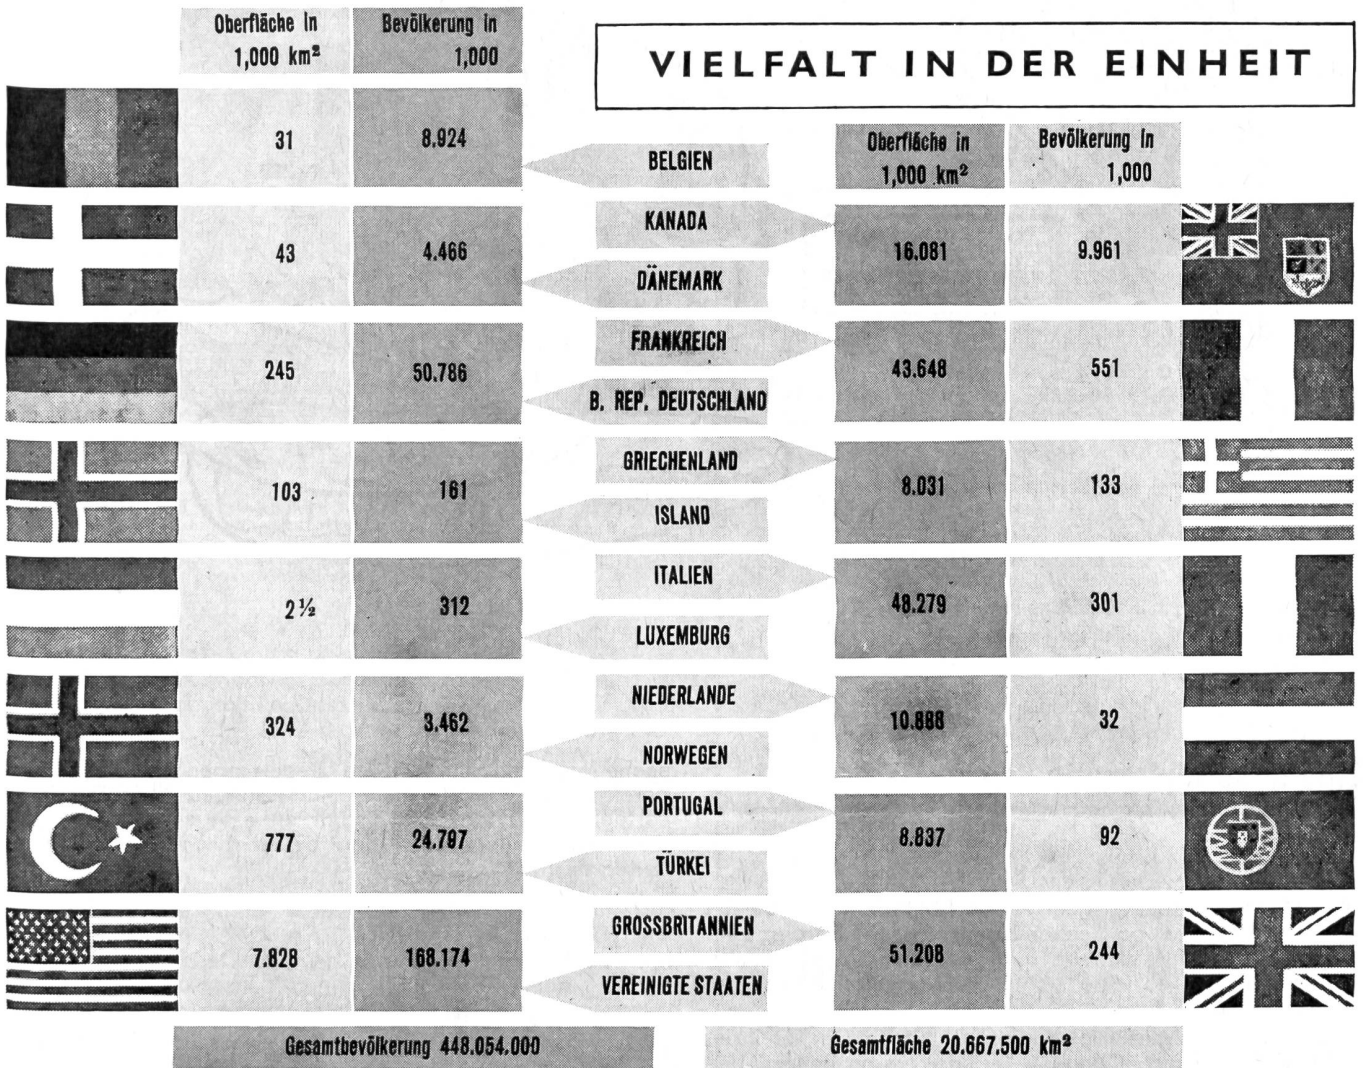 Oberfläche in
1,000 km²
Bevölkerung in
1,000
VIELFALT IN DER EINHEIT
31
8.924
BELGIEN
Oberfläche in
1,000 km²
Bevölkerung in
1,000
KANADA
16.081
9.961
43
4.466
DÄNEMARK
FRANKREICH
43.648
551
245
50.786
B. REP. DEUTSCHLAND
GRIECHENLAND
8.031
133
103
161
ISLAND
ITALIEN
48.279
301
2½
312
LUXEMBURG
NIEDERLANDE
10.888
32
324
3.462
NORWEGEN
PORTUGAL
8.837
92
777
24.797
TÜRKEI
GROSSBRITANNIEN
51.208
244
7.828
168.174
VEREINIGTE STAATEN
Gesamtbevölkerung 448.054.000
Gesamtfläche 20.667.500 km²